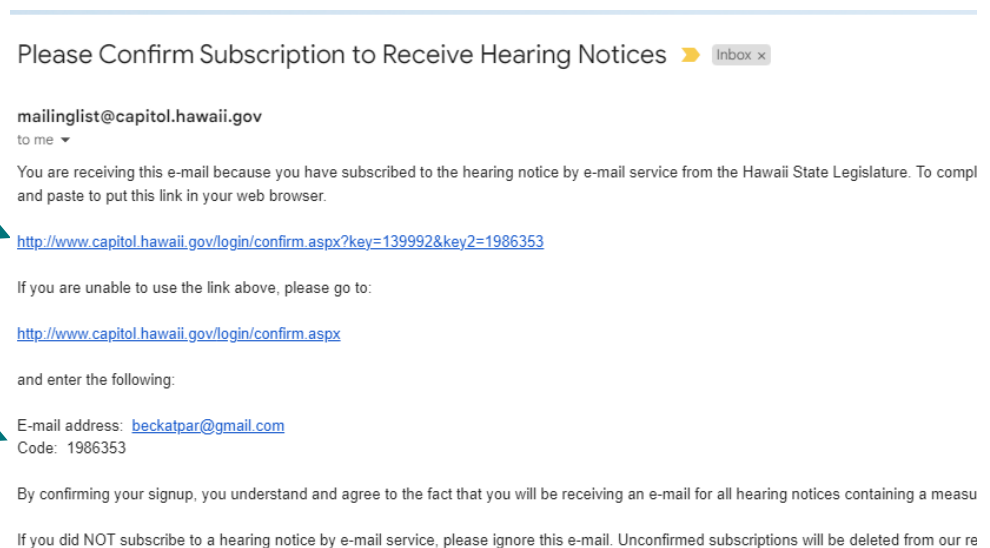 Please Confirm Subscription to Receive Hearing Notices Inbox ×
mailinglist@capitol.hawaii.gov
to me
You are receiving this e-mail because you have subscribed to the hearing notice by e-mail service from the Hawaii State Legislature. To compl
and paste to put this link in your web browser.
http://www.capitol.hawaii.gov/login/confirm.aspx?key=139992&key2=1986353
If you are unable to use the link above, please go to:
http://www.capitol.hawaii.gov/login/confirm.aspx
and enter the following:
E-mail address: beckatpar@gmail.com
Code: 1986353
By confirming your signup, you understand and agree to the fact that you will be receiving an e-mail for all hearing notices containing a measu
If you did NOT subscribe to a hearing notice by e-mail service, please ignore this e-mail. Unconfirmed subscriptions will be deleted from our re